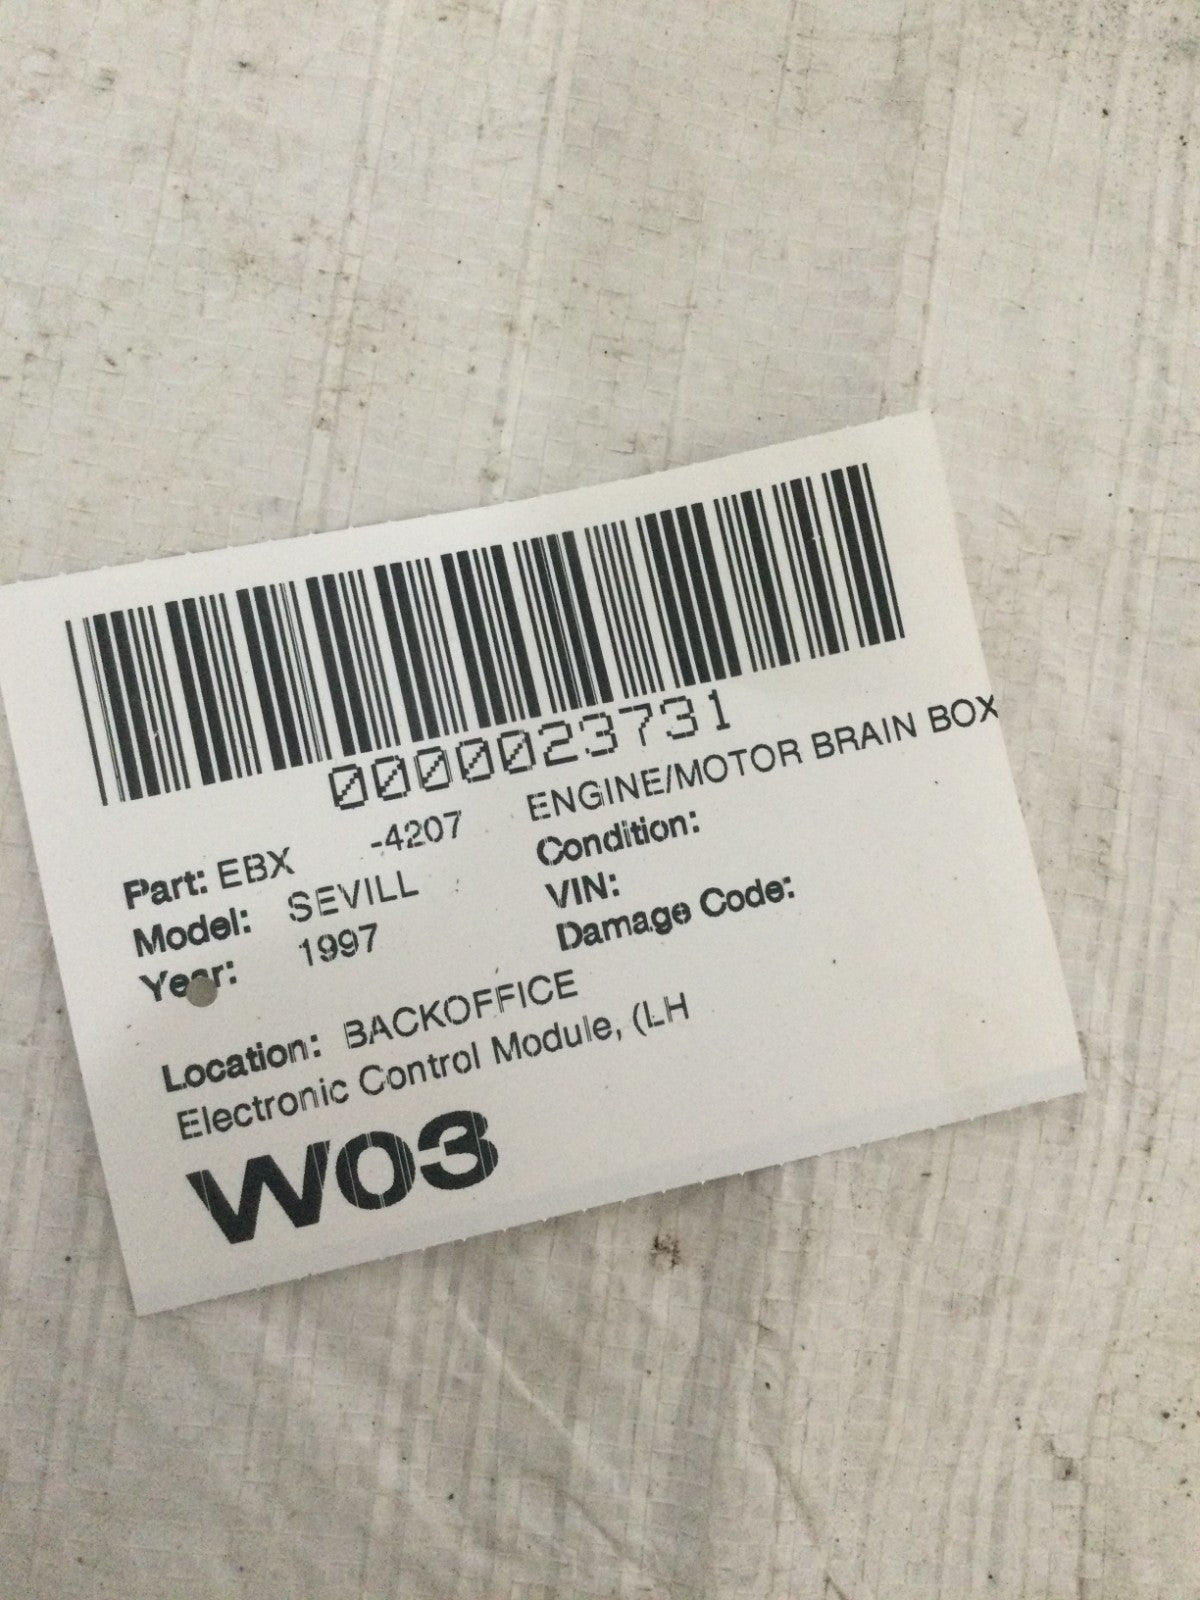 0000023731
Part: EBX -4207 ENGINE/MOTOR BRAIN BOX
Model: SEVILL Condition:
Year: 1997 VIN:
Damage Code:
Location: BACKOFFICE
Electronic Control Module, (LH
W03